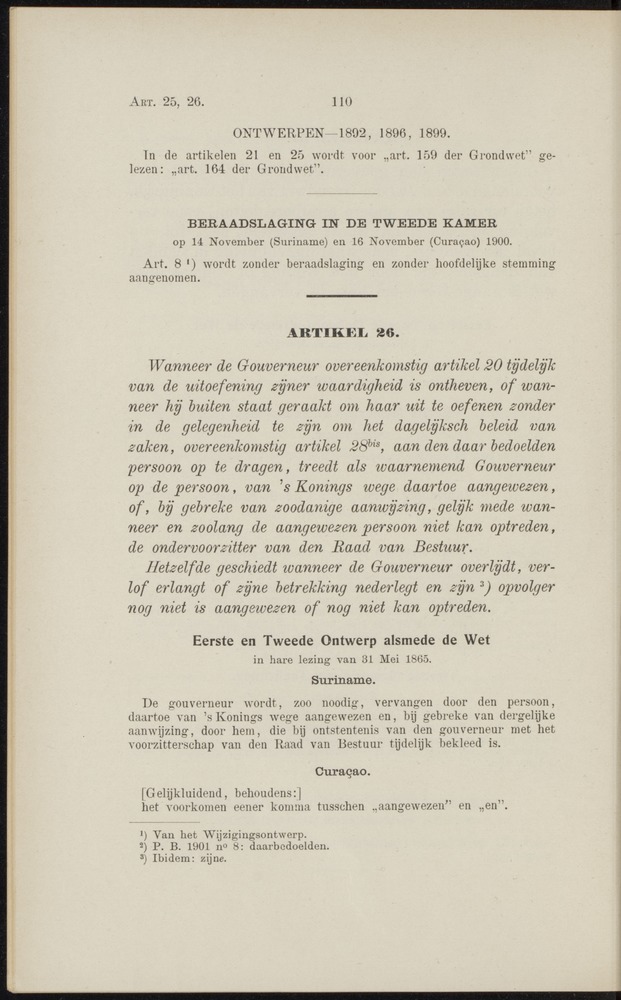 ART. 25, 26. 110
ONTWERPEN—1892, 1896, 1899.
In de artikelen 21 en 25 wordt voor „art. 159 der Grondwet” ge-
lezen: „art. 164 der Grondwet”.
BERAADSLAGING IN DE TWEEDE KAMER
op 14 November (Suriname) en 16 November (Curaçao) 1900.
Art. 8 ¹) wordt zonder beraadslaging en zonder hoofdelijke stemming
aangenomen.
ARTIKEL 26.
Wanneer de Gouverneur overeenkomstig artikel 20 tijdelijk
van de uitoefening zijner waardigheid is ontheven, of wan-
neer hij buiten staat geraakt om haar uit te oefenen zonder
in de gelegenheid te zijn om het dagelijksch beleid van
zaken, overeenkomstig artikel 28bis, aan den daar bedoelden
persoon op te dragen, treedt als waarnemend Gouverneur
op de persoon, van 's Konings wege daartoe aangewezen,
of, bij gebreke van zoodanige aanwijzing, gelijk mede wan-
neer en zoolang de aangewezen persoon niet kan optreden,
de ondervoorzitter van den Raad van Bestuur.
Hetzelfde geschiedt wanneer de Gouverneur overlijdt, ver-
lof erlangt of zijne betrekking nederlegt en zijn ³) opvolger
nog niet is aangewezen of nog niet kan optreden.
Eerste en Tweede Ontwerp alsmede de Wet
in hare lezing van 31 Mei 1865.
Suriname.
De gouverneur wordt, zoo noodig, vervangen door den persoon,
daartoe van 's Konings wege aangewezen en, bij gebreke van dergelijke
aanwijzing, door hem, die bij ontstentenis van den gouverneur met het
voorzitterschap van den Raad van Bestuur tijdelijk bekleed is.
Curaçao.
[Gelijkluidend, behoudens:]
het voorkomen eener komma tusschen „aangewezen” en „en”.
¹) Van het Wijzigingsontwerp.
²) P. B. 1901 nº 8: daarbedoelden.
³) Ibidem: zijne.